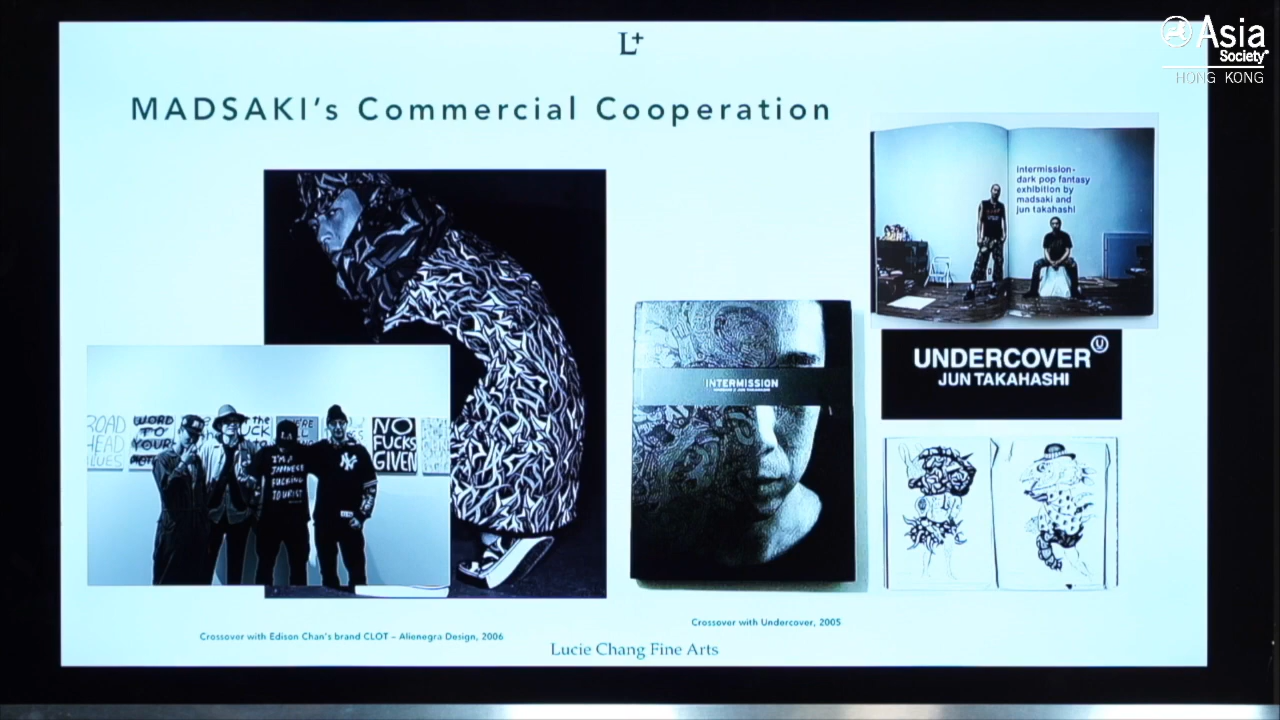 Asia
Society
HONG KONG
L+
MADSAKI's Commercial Cooperation
intermission-
dark pop fantasy
exhibition by
madsaki and
jun takahashi
INTERMISSION
UNDERCOVER
U
JUN TAKAHASHI
ROAD
AHEAD
WORD
TO
YOUR
the
NO
FUCKS
GIVEN
I'M A
JAPANESE
FUCKING
TOURIST
NY
Crossover with Edison Chan's brand CLOT – Alienegra Design, 2006
Crossover with Undercover, 2005
Lucie Chang Fine Arts